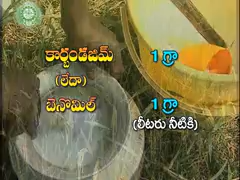 కార్బండజిమ్ 1 గ్రా
(లేదా)
బెనొమిల్ 1 గ్రా
(లీటరు నీటికి)